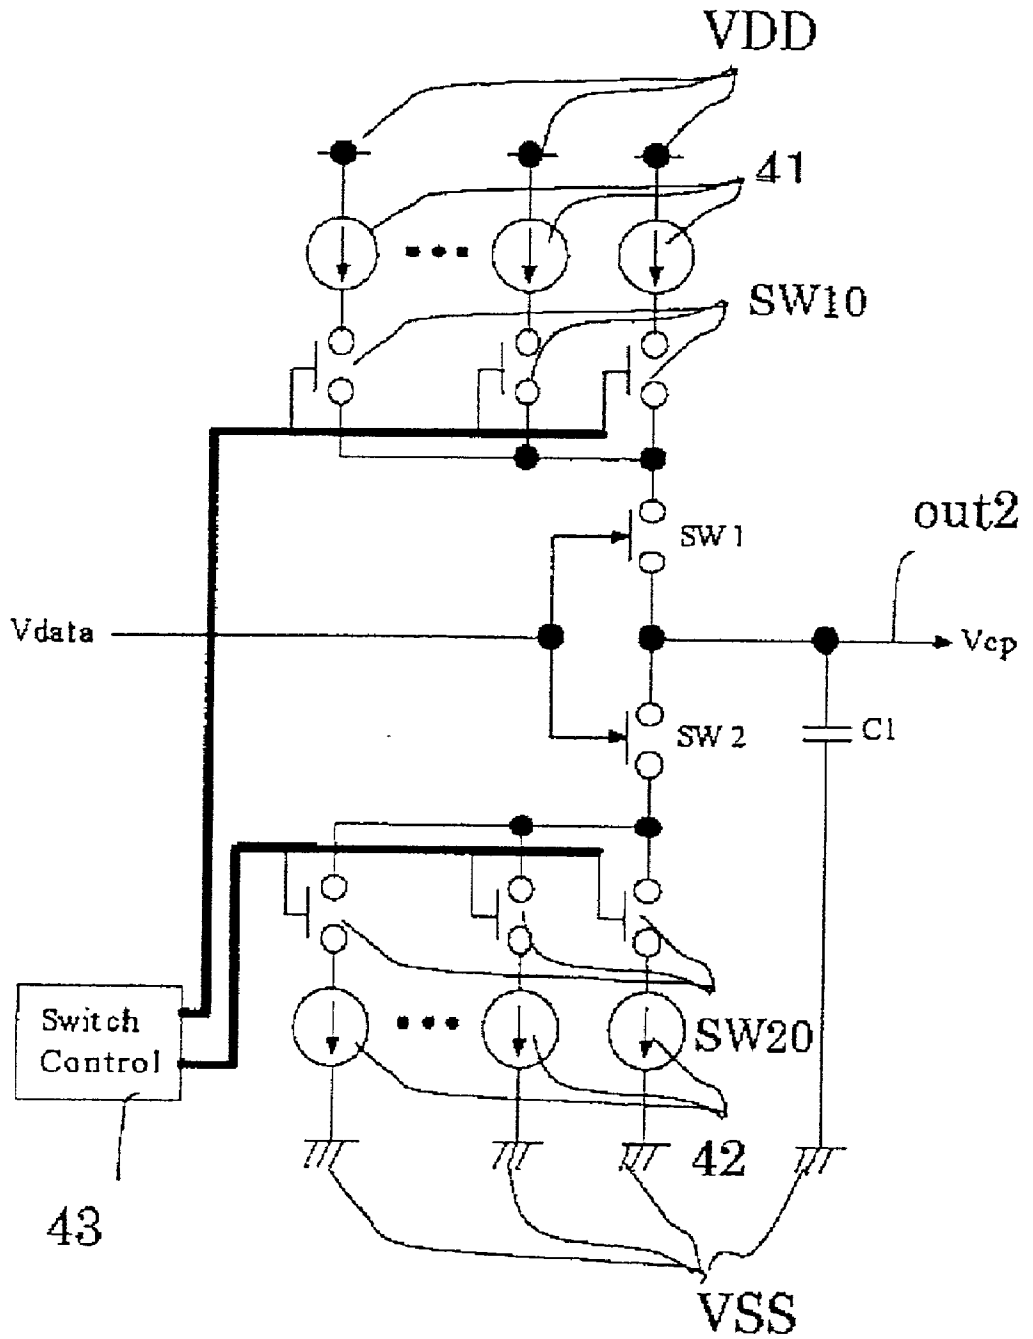 VDD
41
SW10
SW1
out2
Vdata
Vcp
SW2
C1
Switch
Control
SW20
42
43
VSS